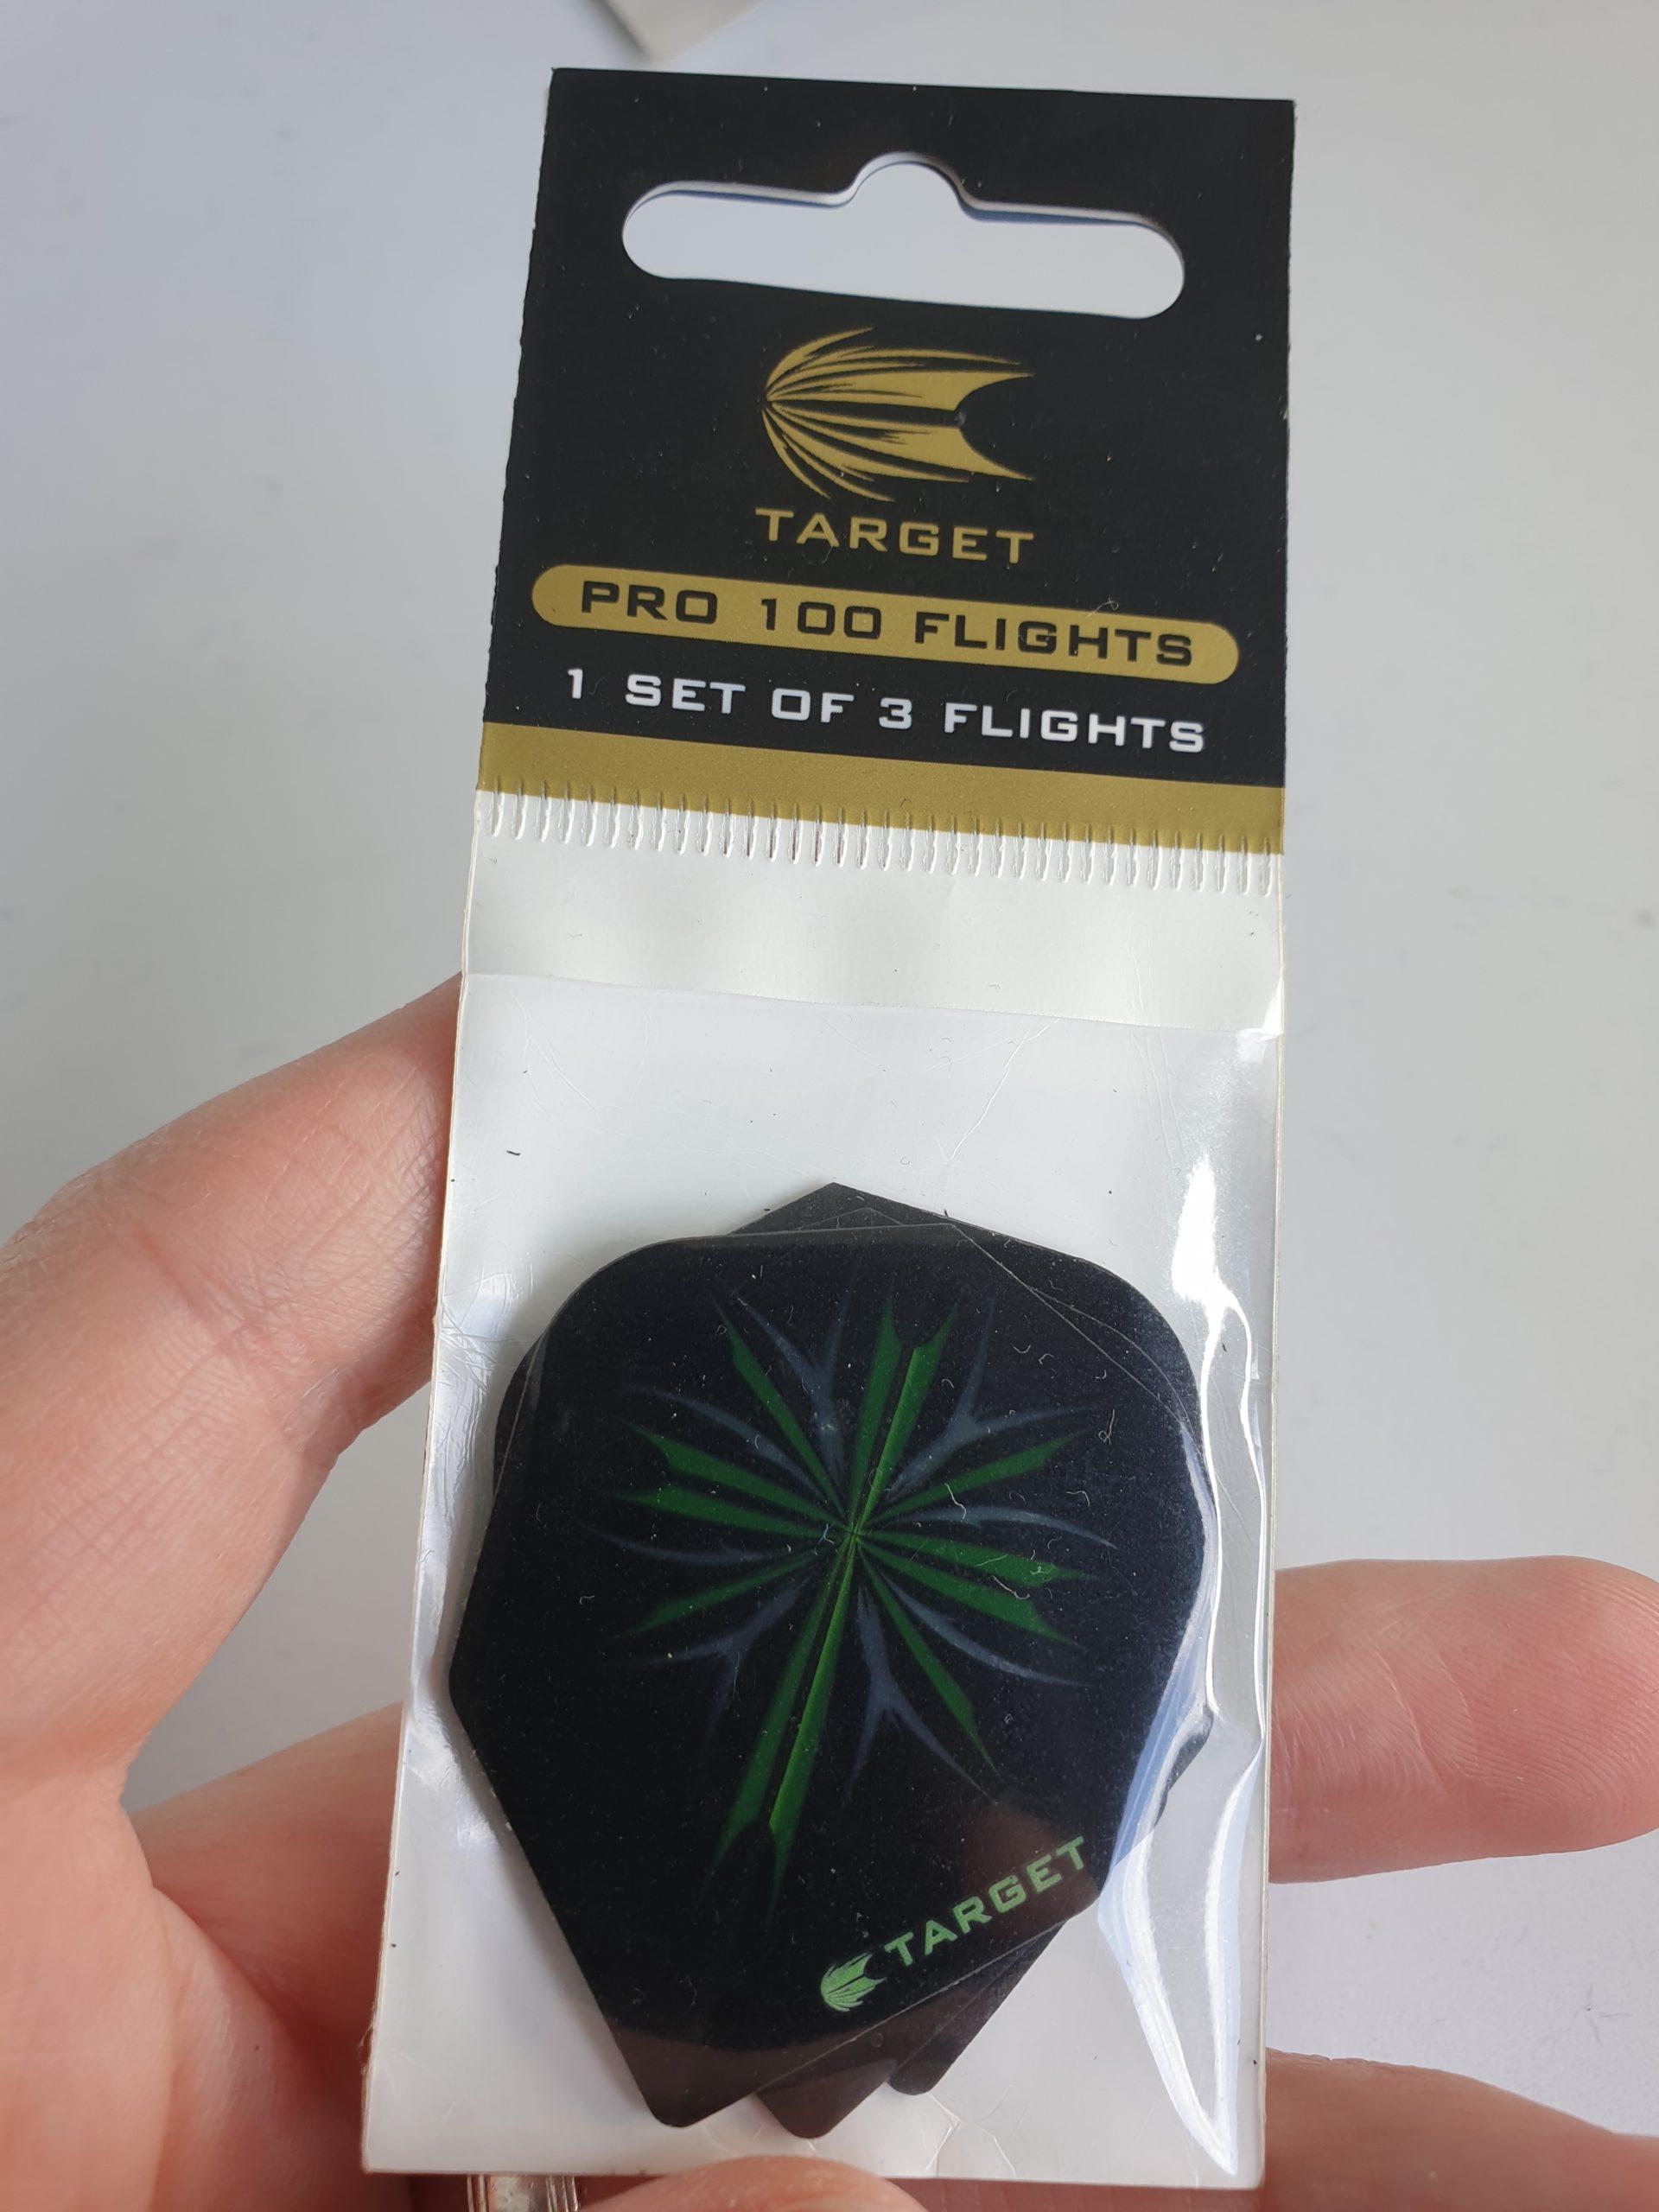 TARGET
PRO 100 FLIGHTS
1 SET OF 3 FLIGHTS
TARGET